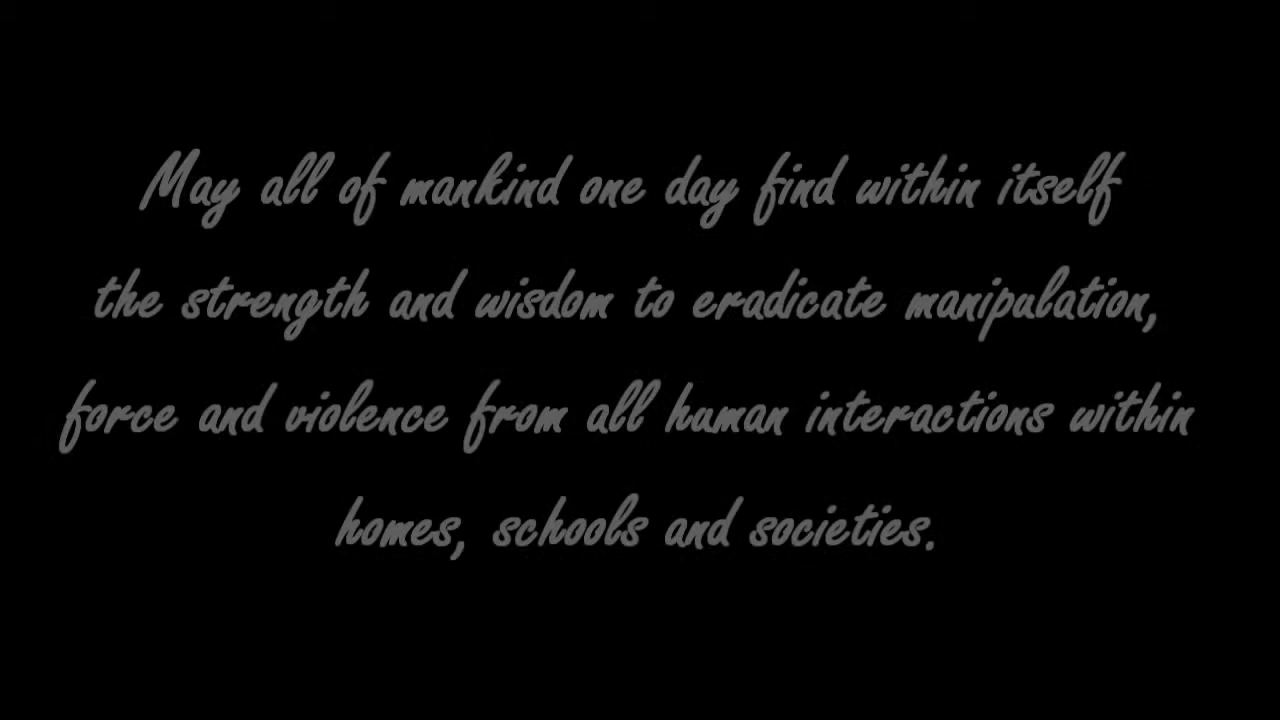 May all of mankind one day find within itself
the strength and wisdom to eradicate manipulation,
force and violence from all human interactions within
homes, schools and societies.